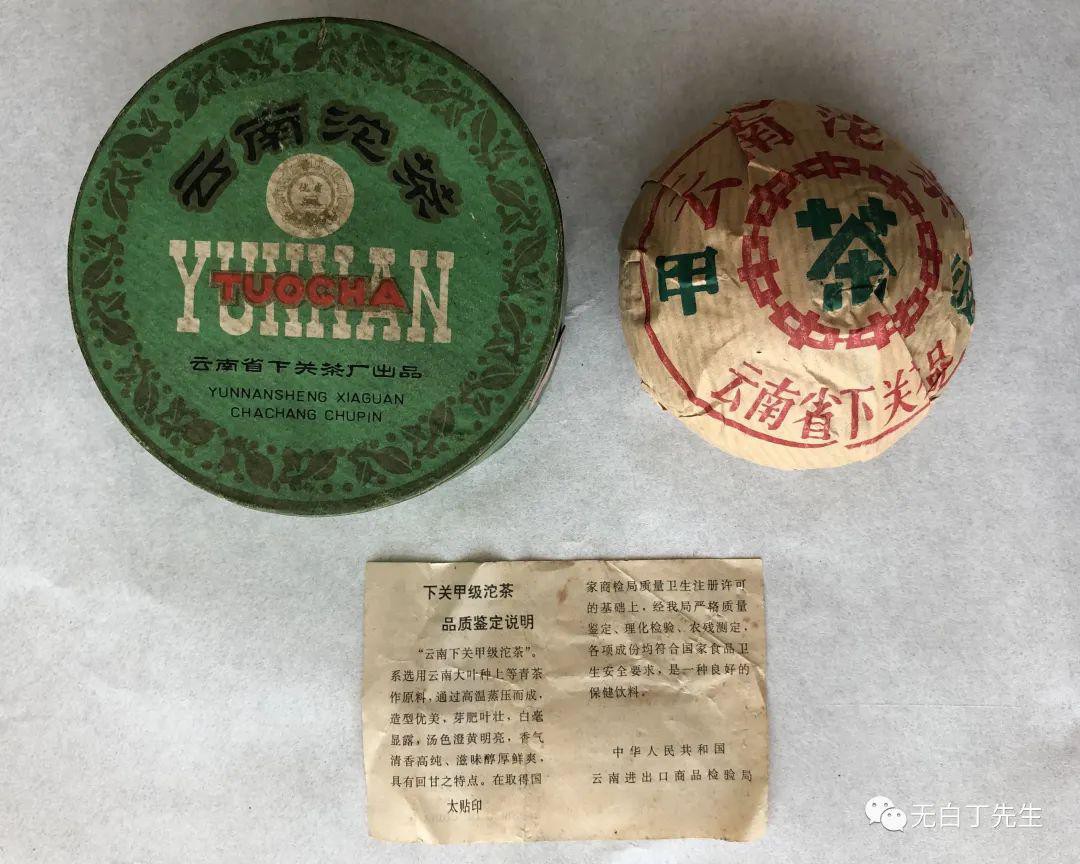 云南沱茶
YUNNAN
TUOCHA
云南省下关茶厂出品
YUNNANSHENG XIAGUAN
CHACHANG CHUPIN
云南沱茶
甲 茶 级
云南省下关
品
下关甲级沱茶
品质鉴定说明
“云南下关甲级沱茶”。
系选用云南大叶种上等青茶
作原料，通过高温蒸压而成，
造型优美，芽肥叶壮，白毫
显露，汤色澄黄明亮，香气
清香高纯、滋味醇厚鲜爽，
具有回甘之特点。在取得国
太贴印
家商检局质量卫生注册许可
的基础上，经我局严格质量
鉴定、理化检验、农残测定，
各项成份均符合国家食品卫
生安全要求，是一种良好的
保健饮料。
中华人民共和国
云南进出口商品检验局
无白丁先生